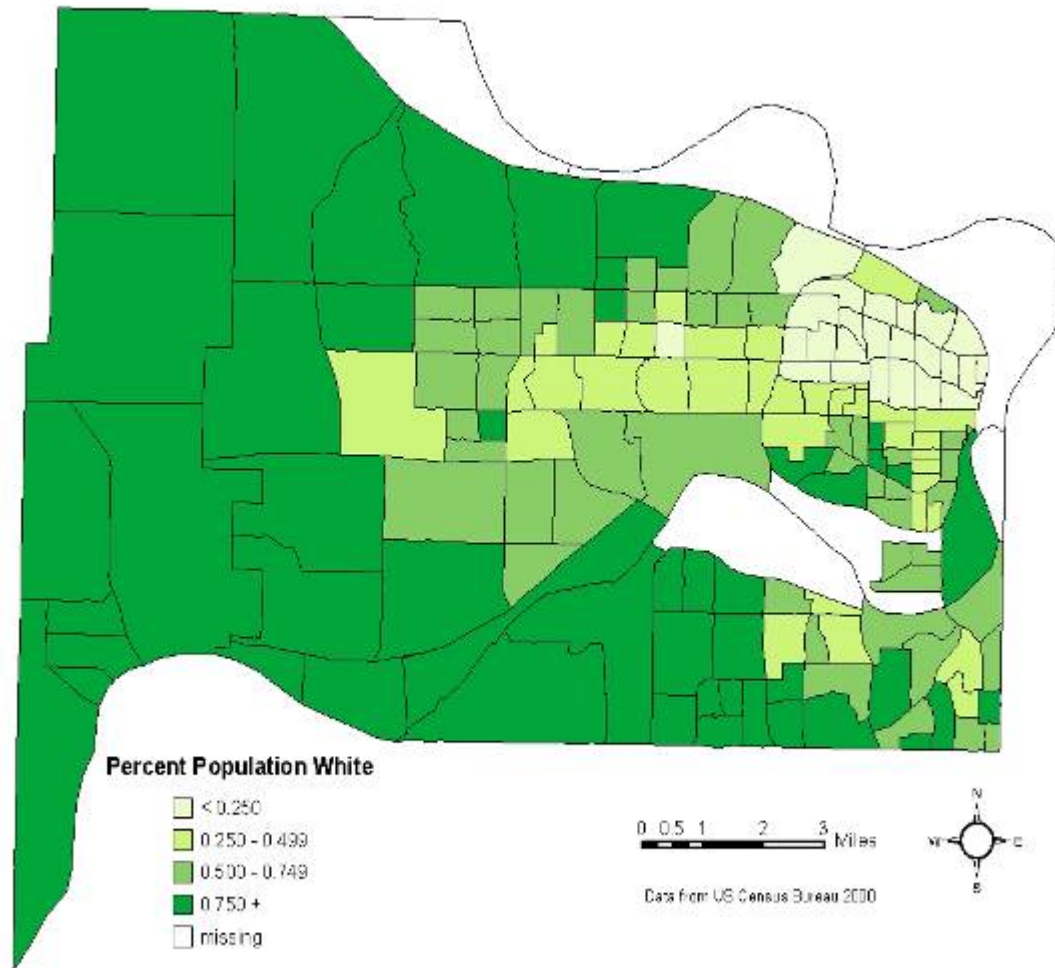 Percent Population White
< 0.250
0.250 - 0.499
0.500 - 0.749
0.750 +
missing
0 0.5 1 2 3
Miles
N
W E
S
Data from US Census Bureau 2000